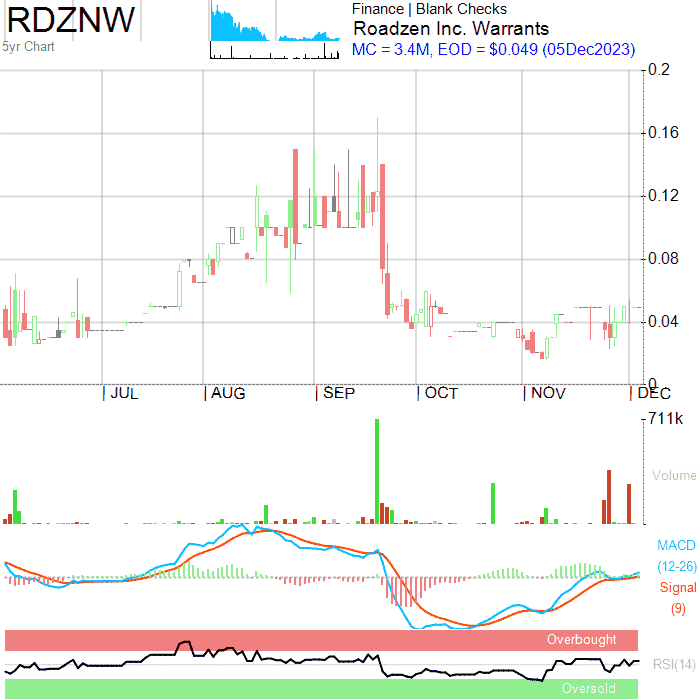 RDZNW
5yr Chart
Finance | Blank Checks
Roadzen Inc. Warrants
MC = 3.4M, EOD = $0.049 (05Dec2023)
0.2
0.16
0.12
0.08
0.04
0
| JUL | AUG | SEP | OCT | NOV | DEC
711k
Volume
MACD
(12-26)
Signal
(9)
Overbought
RSI(14)
Oversold